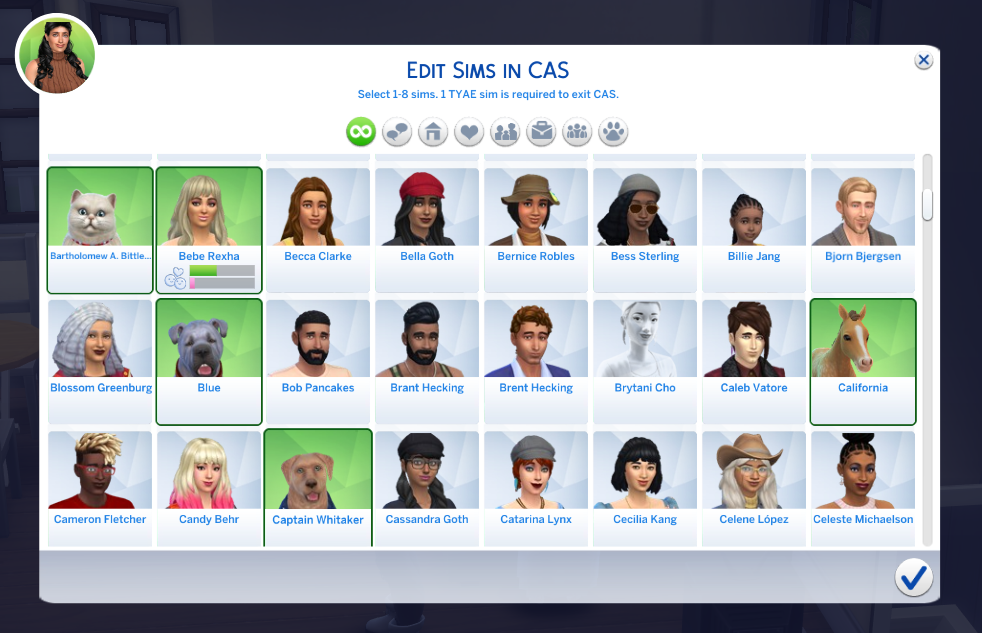 Edit Sims in CAS
Select 1-8 sims. 1 TYAE sim is required to exit CAS.
Bartholomew A. Bittle...
Bebe Rexha
Becca Clarke
Bella Goth
Bernice Robles
Bess Sterling
Billie Jang
Bjorn Bjergsen
Blossom Greenburg
Blue
Bob Pancakes
Brant Hecking
Brent Hecking
Brytani Cho
Caleb Vatore
California
Cameron Fletcher
Candy Behr
Captain Whitaker
Cassandra Goth
Catarina Lynx
Cecilia Kang
Celene López
Celeste Michaelson